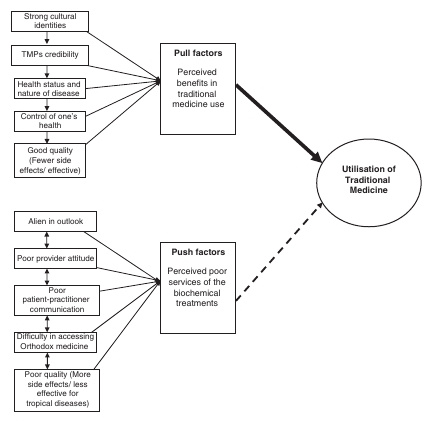 Strong cultural
identities
TMPs credibility
Health status and
nature of disease
Control of one's
health
Good quality
(Fewer side
effects/ effective)
Pull factors
Perceived
benefits in
traditional
medicine use
Utilisation of
Traditional
Medicine
Alien in outlook
Poor provider attitude
Poor
patient-practitioner
communication
Difficulty in accessing
Orthodox medicine
Poor quality (More
side effects/ less
effective for
tropical diseases)
Push factors
Perceived poor
services of the
biochemical
treatments